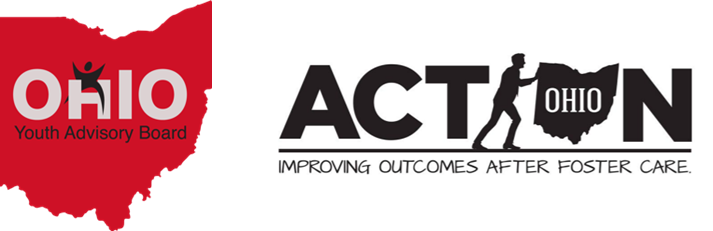 OHIO
Youth Advisory Board
ACTION
OHIO
IMPROVING OUTCOMES AFTER FOSTER CARE.